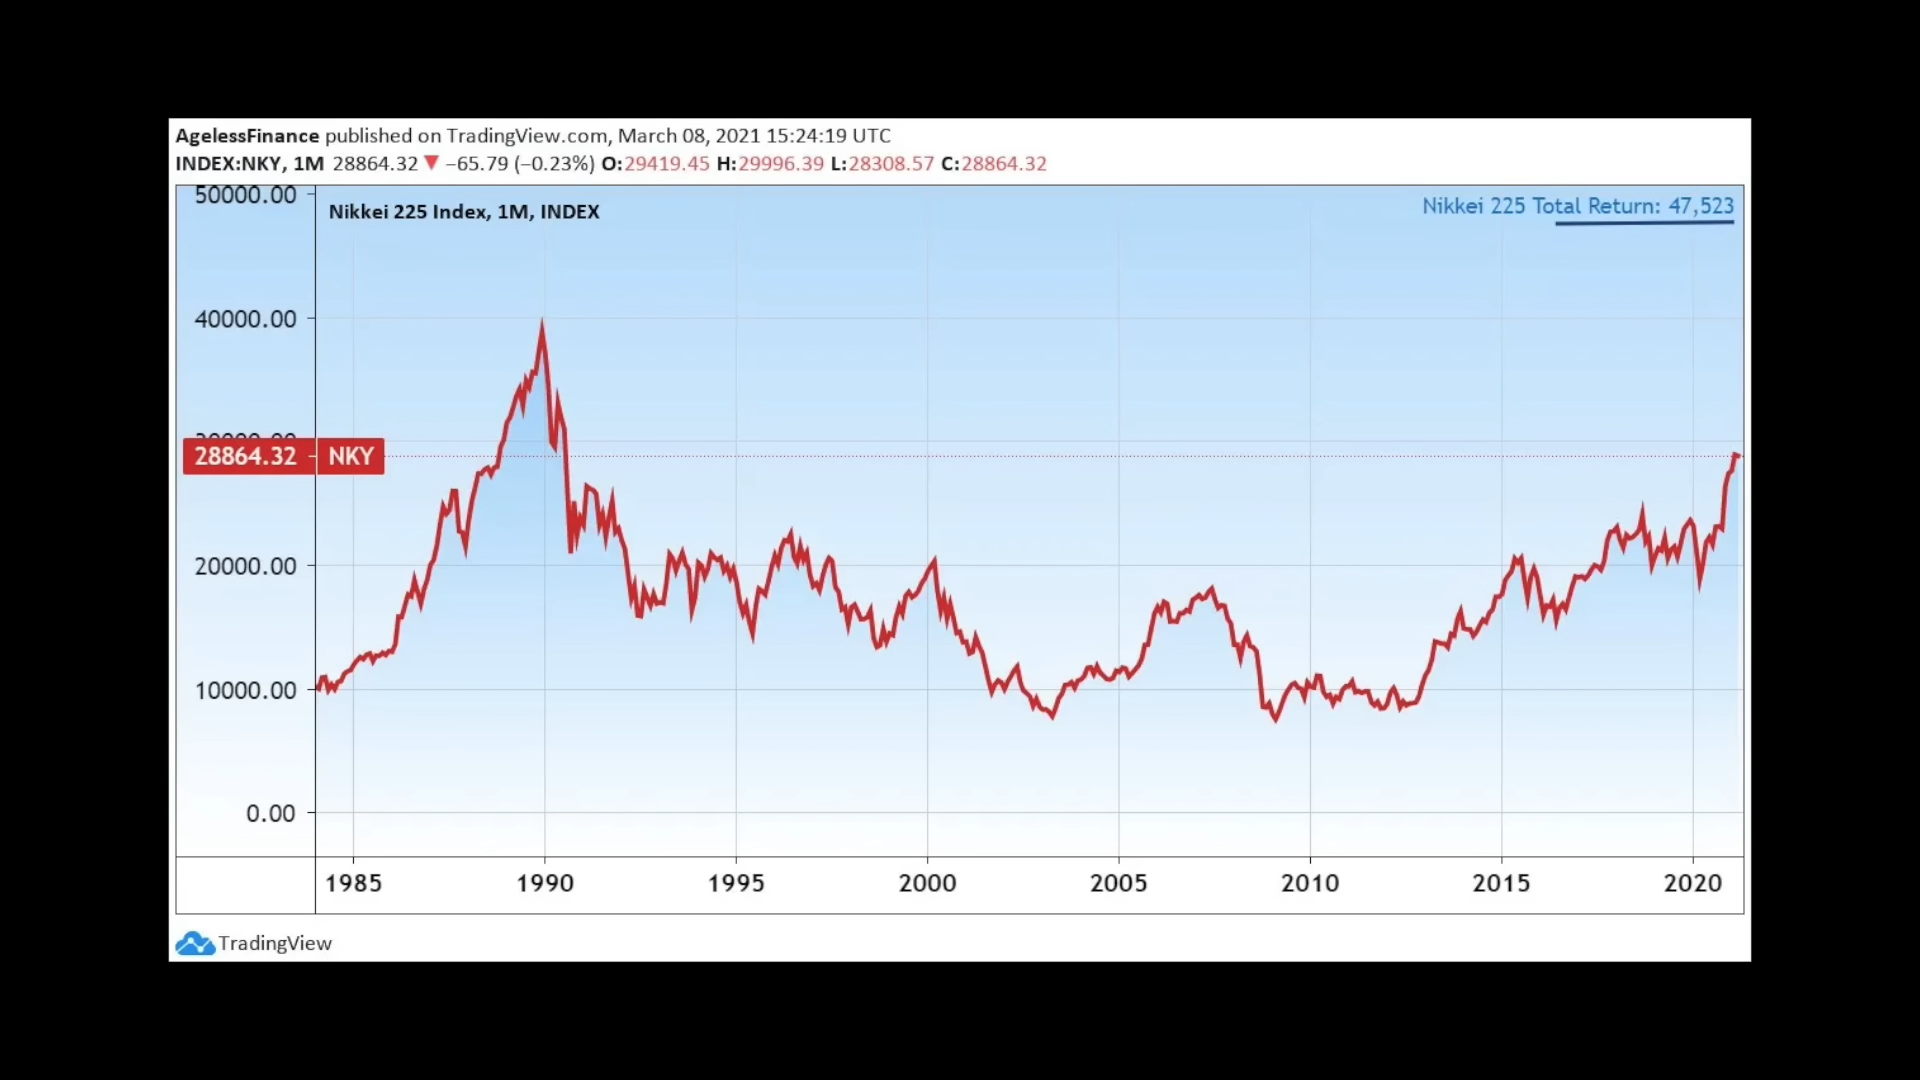 AgelessFinance published on TradingView.com, March 08, 2021 15:24:19 UTC
INDEX:NKY, 1M 28864.32 ▼ −65.79 (−0.23%) O:29419.45 H:29996.39 L:28308.57 C:28864.32
50000.00
Nikkei 225 Index, 1M, INDEX
Nikkei 225 Total Return: 47,523
40000.00
28864.32 NKY
20000.00
10000.00
0.00
1985 1990 1995 2000 2005 2010 2015 2020
TradingView